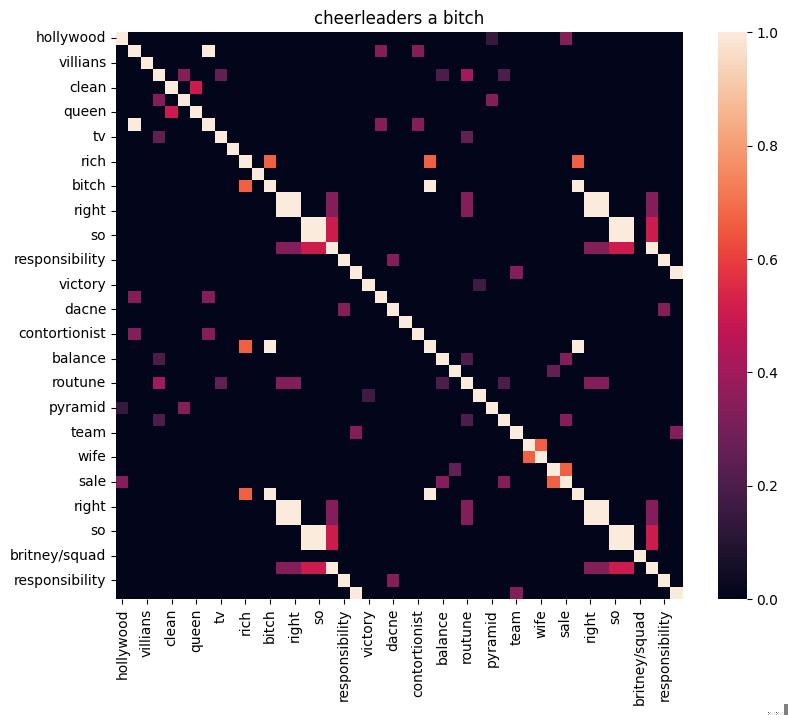 cheerleaders a bitch
hollywood
villians
clean
queen
tv
rich
bitch
right
so
responsibility
victory
dacne
contortionist
balance
routune
pyramid
team
wife
sale
right
so
britney/squad
responsibility
1.0
0.8
0.6
0.4
0.2
0.0
hollywood
villians
clean
queen
tv
rich
bitch
right
so
responsibility
victory
dacne
contortionist
balance
routune
pyramid
team
wife
sale
right
so
britney/squad
responsibility